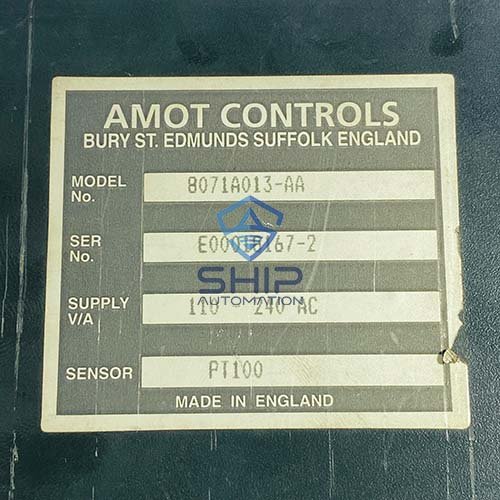 AMOT CONTROLS
BURY ST. EDMUNDS SUFFOLK ENGLAND
MODEL No. 8071A013-AA
SER No.
SHIP
AUTOMATION
SUPPLY V/A 110 - 240 AC
SENSOR PT100
MADE IN ENGLAND